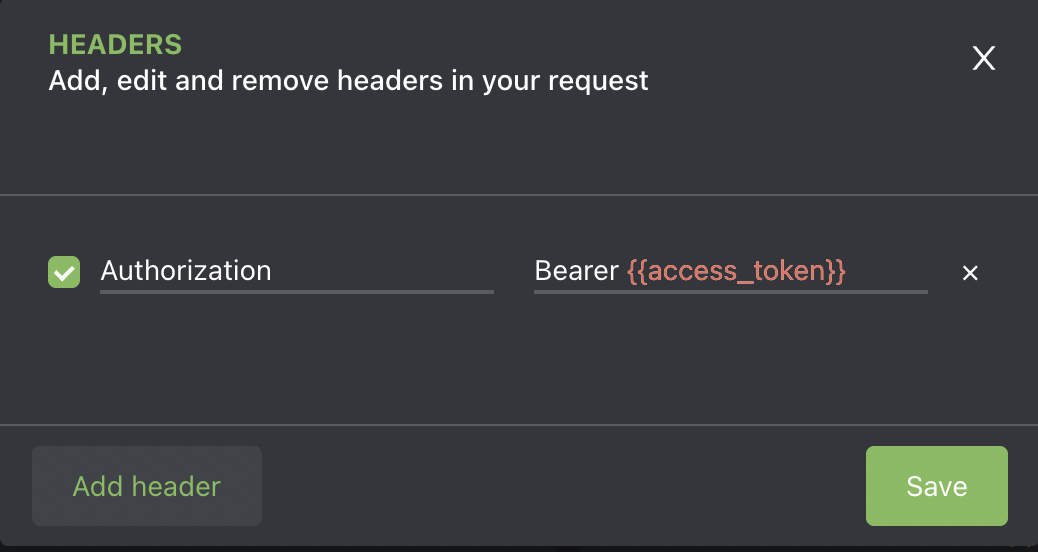 HEADERS
Add, edit and remove headers in your request
X
Authorization
Bearer {{access_token}}
×
Add header
Save